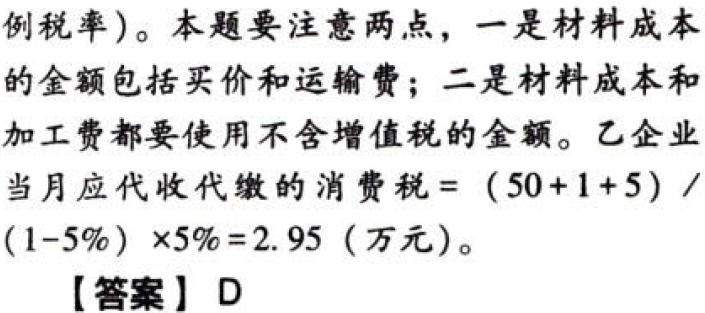 例税率)。本题要注意两点，一是材料成本
的金额包括买价和运输费；二是材料成本和
加工费都要使用不含增值税的金额。乙企业
当月应代收代缴的消费税=（50+1+5）/
(1-5%）×5%=2.95（万元)。
【答案】 D